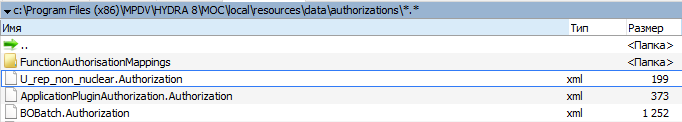 c:\Program Files (x86)\MPDV\HYDRA 8\MOC\local\resources\data\authorizations\*.*
Имя Тип Размер
.. <Папка>
FunctionAuthorisationMappings <Папка>
U_rep_non_nuclear.Authorization xml 199
ApplicationPluginAuthorization.Authorization xml 373
BOBatch.Authorization xml 1 252